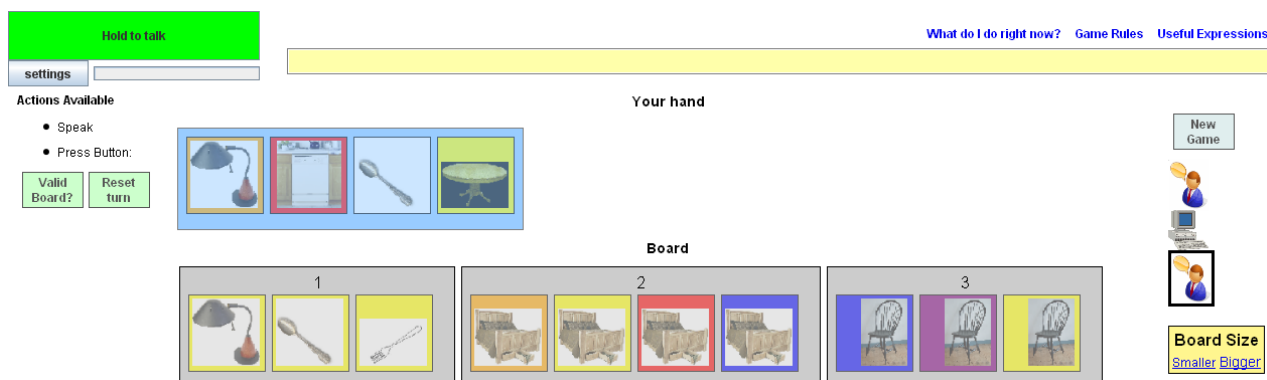 Hold to talk
What do I do right now? Game Rules Useful Expressions
settings
Actions Available
Your hand
• Speak
• Press Button:
Valid Board?
Reset turn
New Game
Board
1
2
3
Board Size
Smaller Bigger